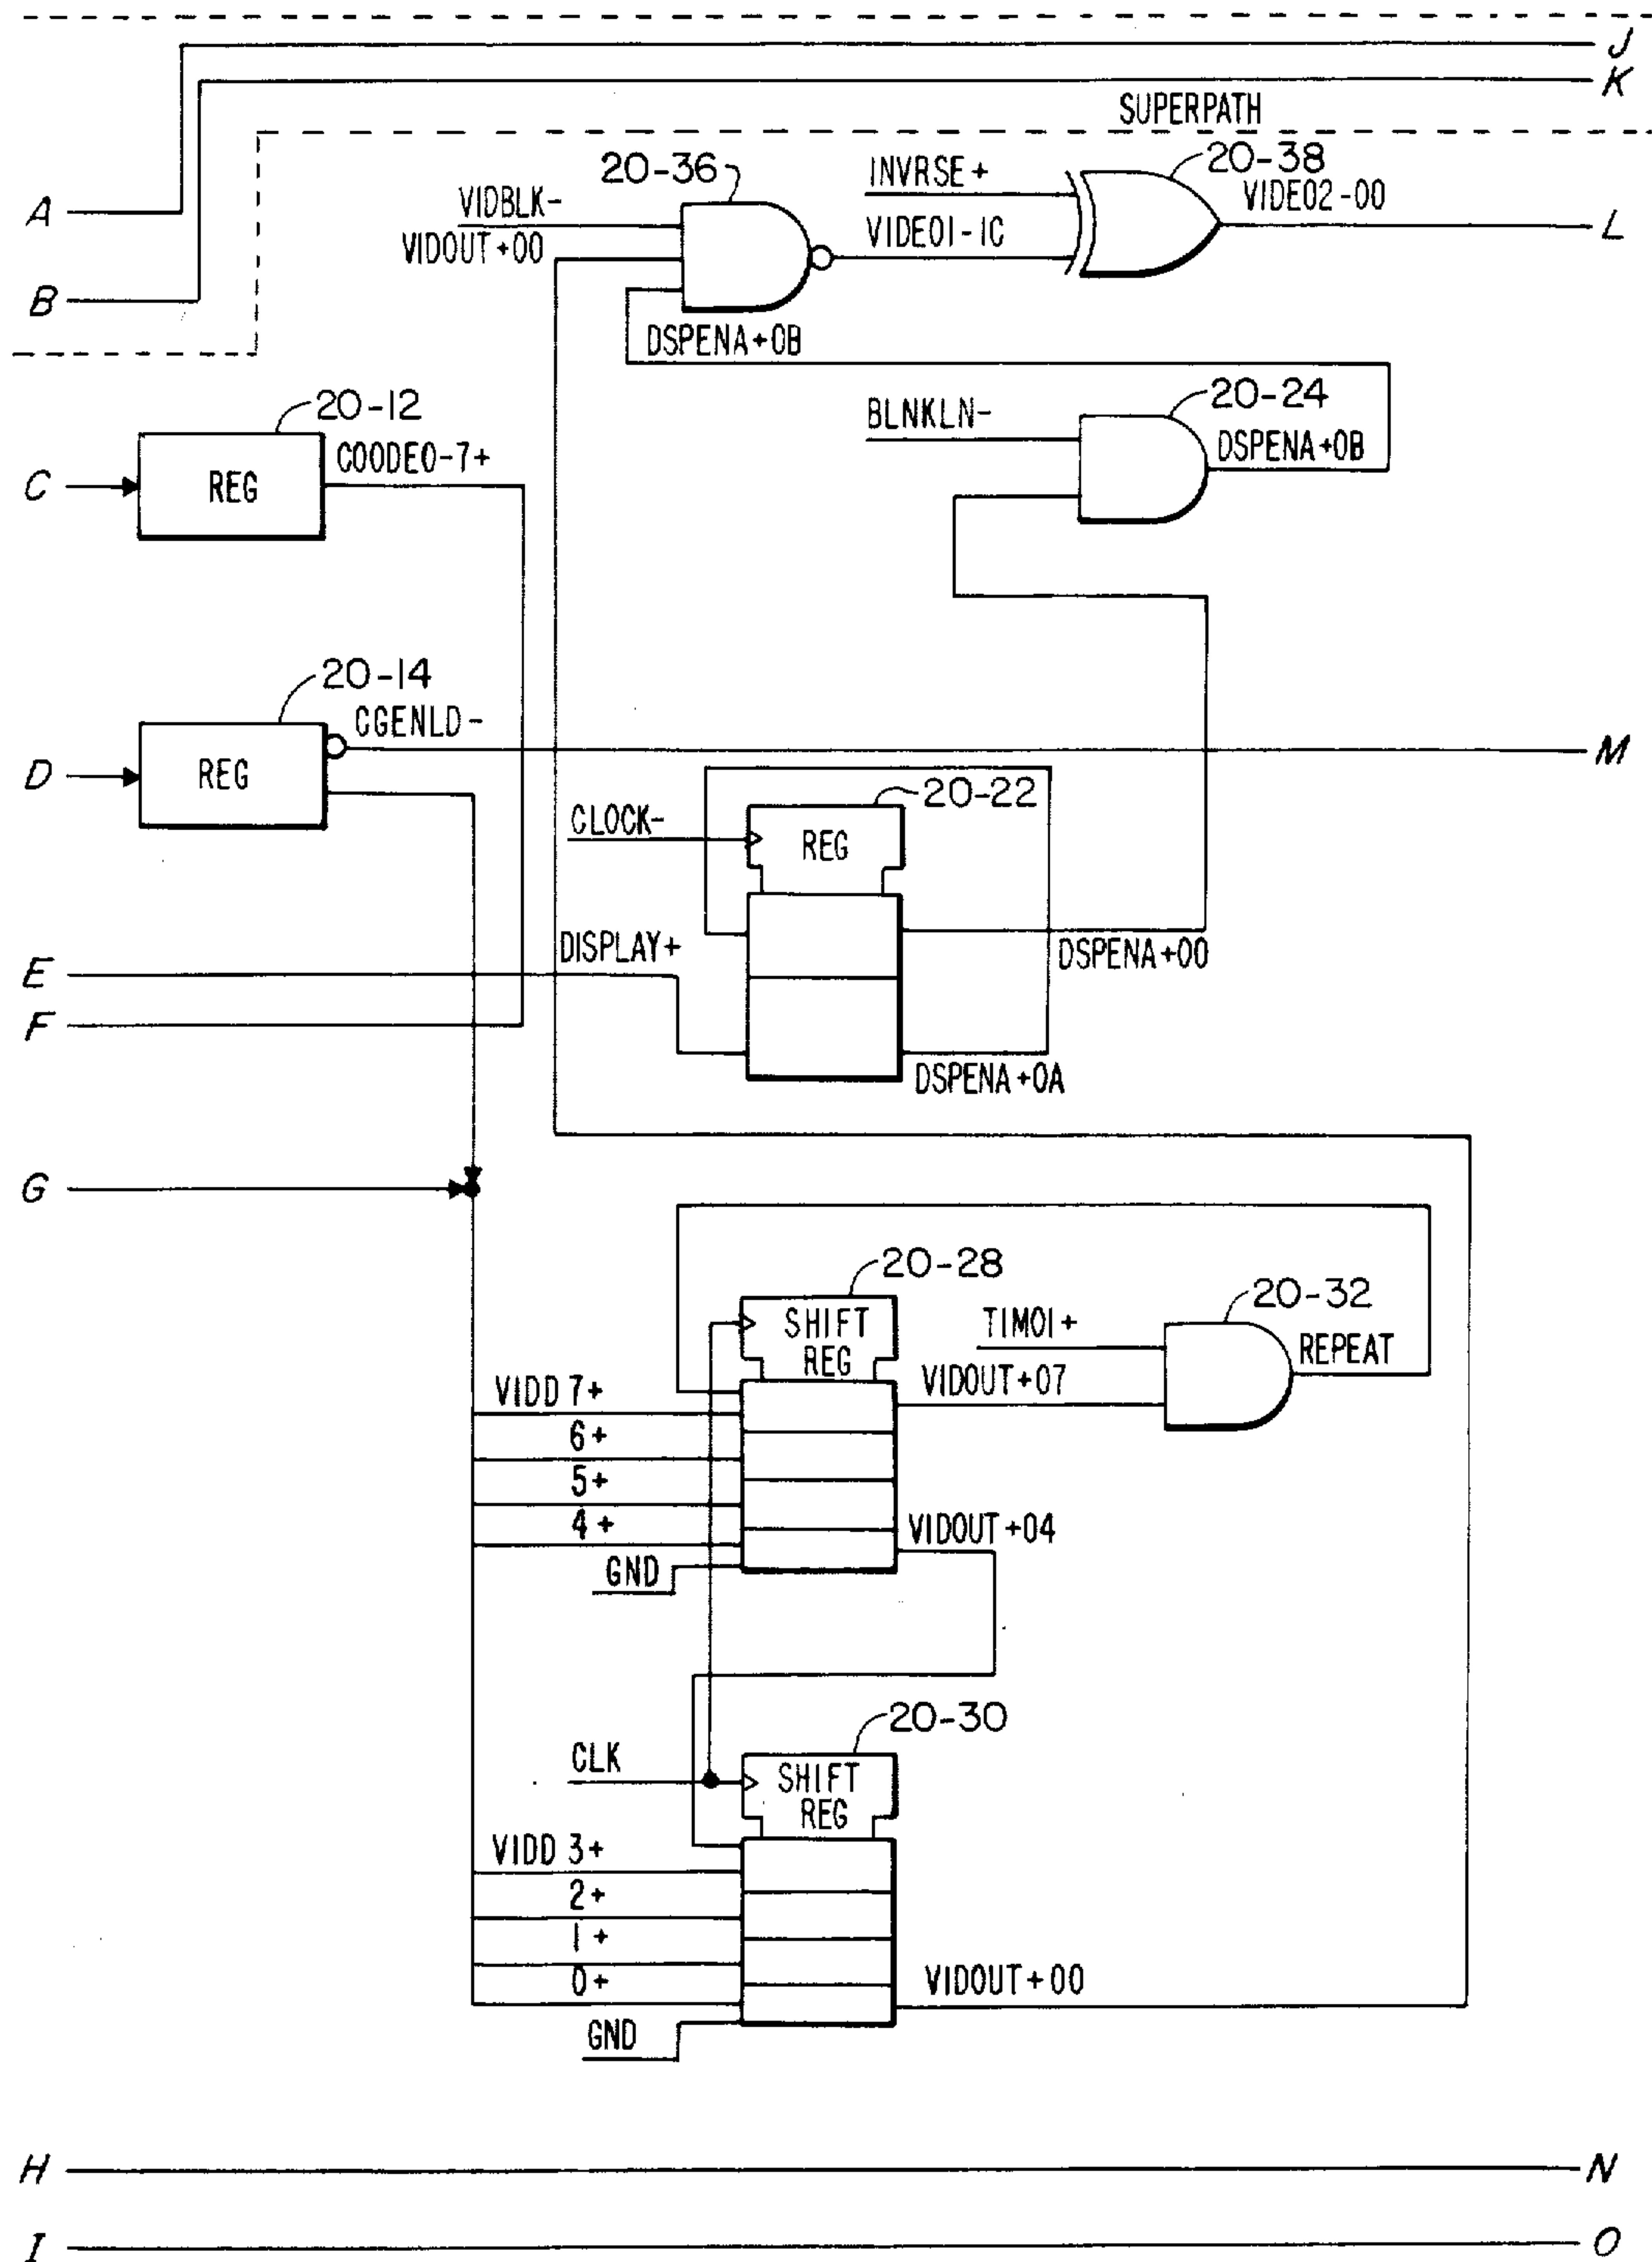 J
K
SUPERPATH
20-36
20-38
INVRSE+
VIDEO2-00
VIDBLK-
A
L
VIDOUT+00
VIDEO1-1C
B
DSPENA+0B
20-12
20-24
BLNKLN-
COODE0-7+
DSPENA+0B
C
REG
20-14
CGENLD-
M
D
REG
20-22
CLOCK-
REG
DISPLAY+
DSPENA+00
E
F
DSPENA+0A
G
20-28
20-32
SHIFT
REG
TIM01+
REPEAT
VIDD 7+
VIDOUT+07
6+
5+
4+
VIDOUT+04
GND
20-30
CLK
SHIFT
REG
VIDD 3+
2+
1+
0+
VIDOUT+00
GND
H
N
I
O